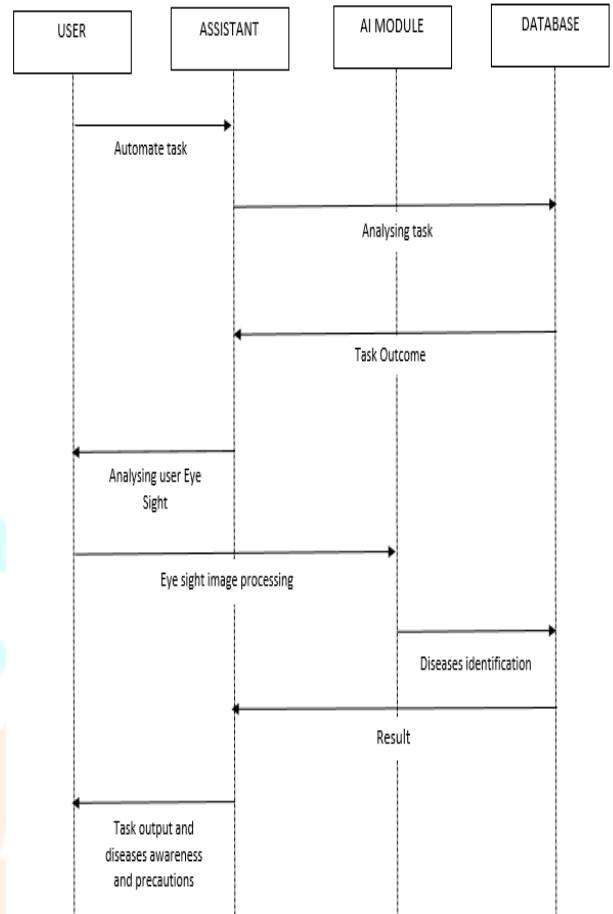 USER
ASSISTANT
AI MODULE
DATABASE
Automate task
Analysing task
Task Outcome
Analysing user Eye
Sight
Eye sight image processing
Diseases identification
Result
Task output and
diseases awareness
and precautions